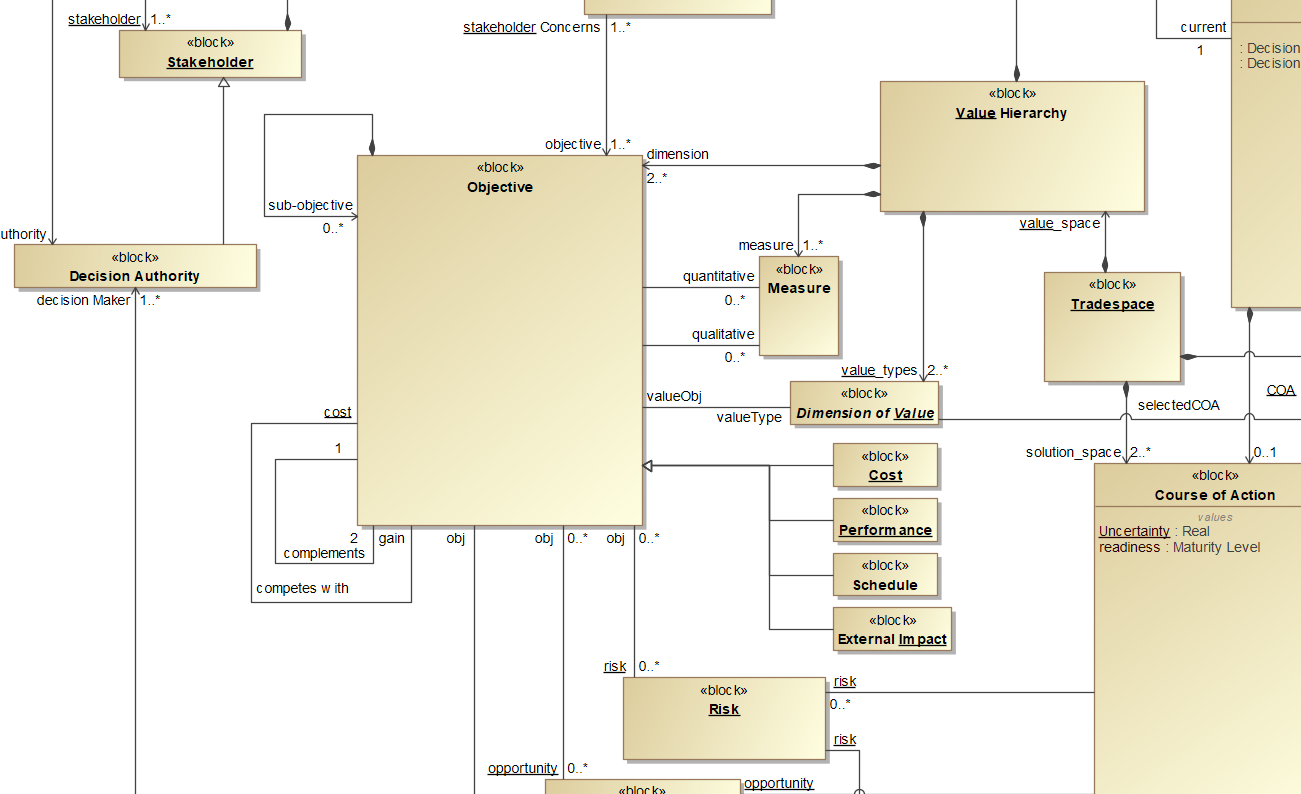 stakeholder 1..*
«block»
Stakeholder
stakeholder Concerns 1..*
current
1
: Decision
: Decision
«block»
Value Hierarchy
objective 1..*
dimension
2..*
«block»
Objective
sub-objective
0..*
value_space
uthority
«block»
Decision Authority
decision Maker 1..*
measure 1..*
«block»
Measure
quantitative
0..*
qualitative
0..*
«block»
Tradespace
value_types 2..*
valueObj
valueType
«block»
Dimension of Value
COA
selectedCOA
cost
1
solution_space 2..*
0..1
«block»
Cost
«block»
Performance
«block»
Schedule
«block»
External Impact
«block»
Course of Action
values
Uncertainty : Real
readiness : Maturity Level
2 gain obj obj 0..* obj 0..*
complements
competes with
risk 0..*
«block»
Risk
risk
0..*
risk
opportunity 0..*
«block»
opportunity